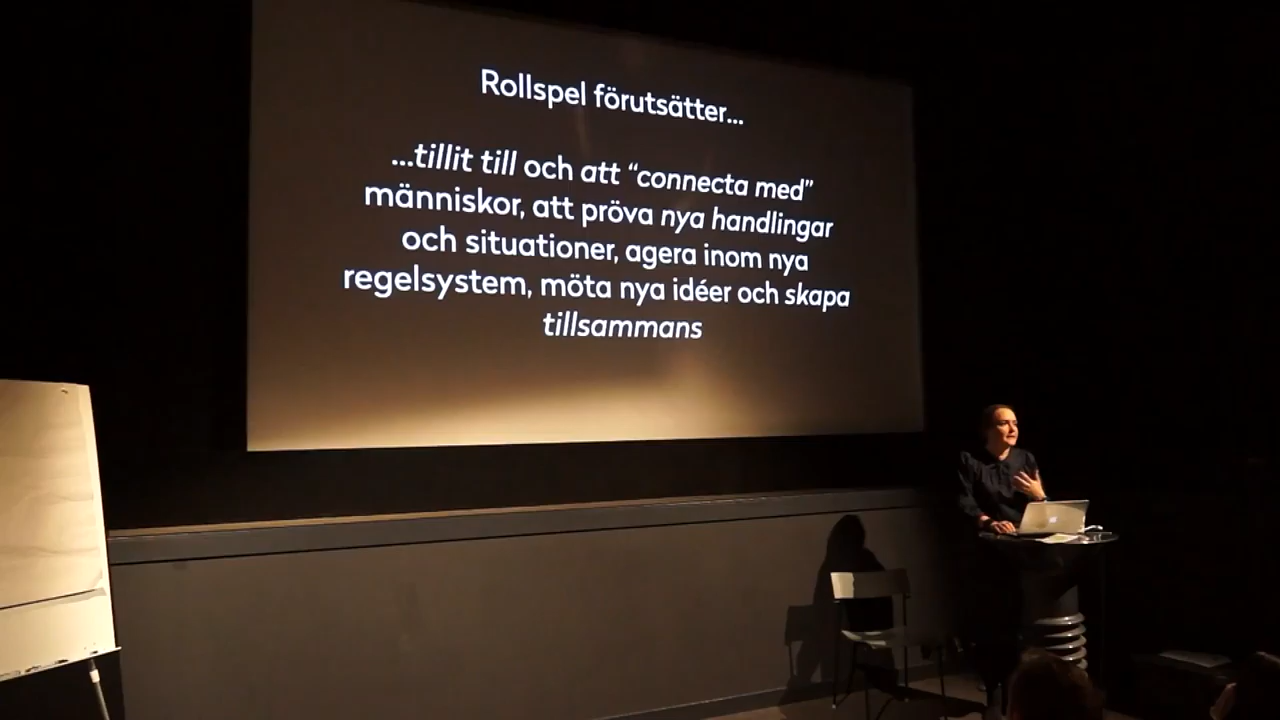 Rollspel förutsätter...
...tillit till och att “connecta med”
människor, att pröva nya handlingar
och situationer, agera inom nya
regelsystem, möta nya idéer och skapa
tillsammans